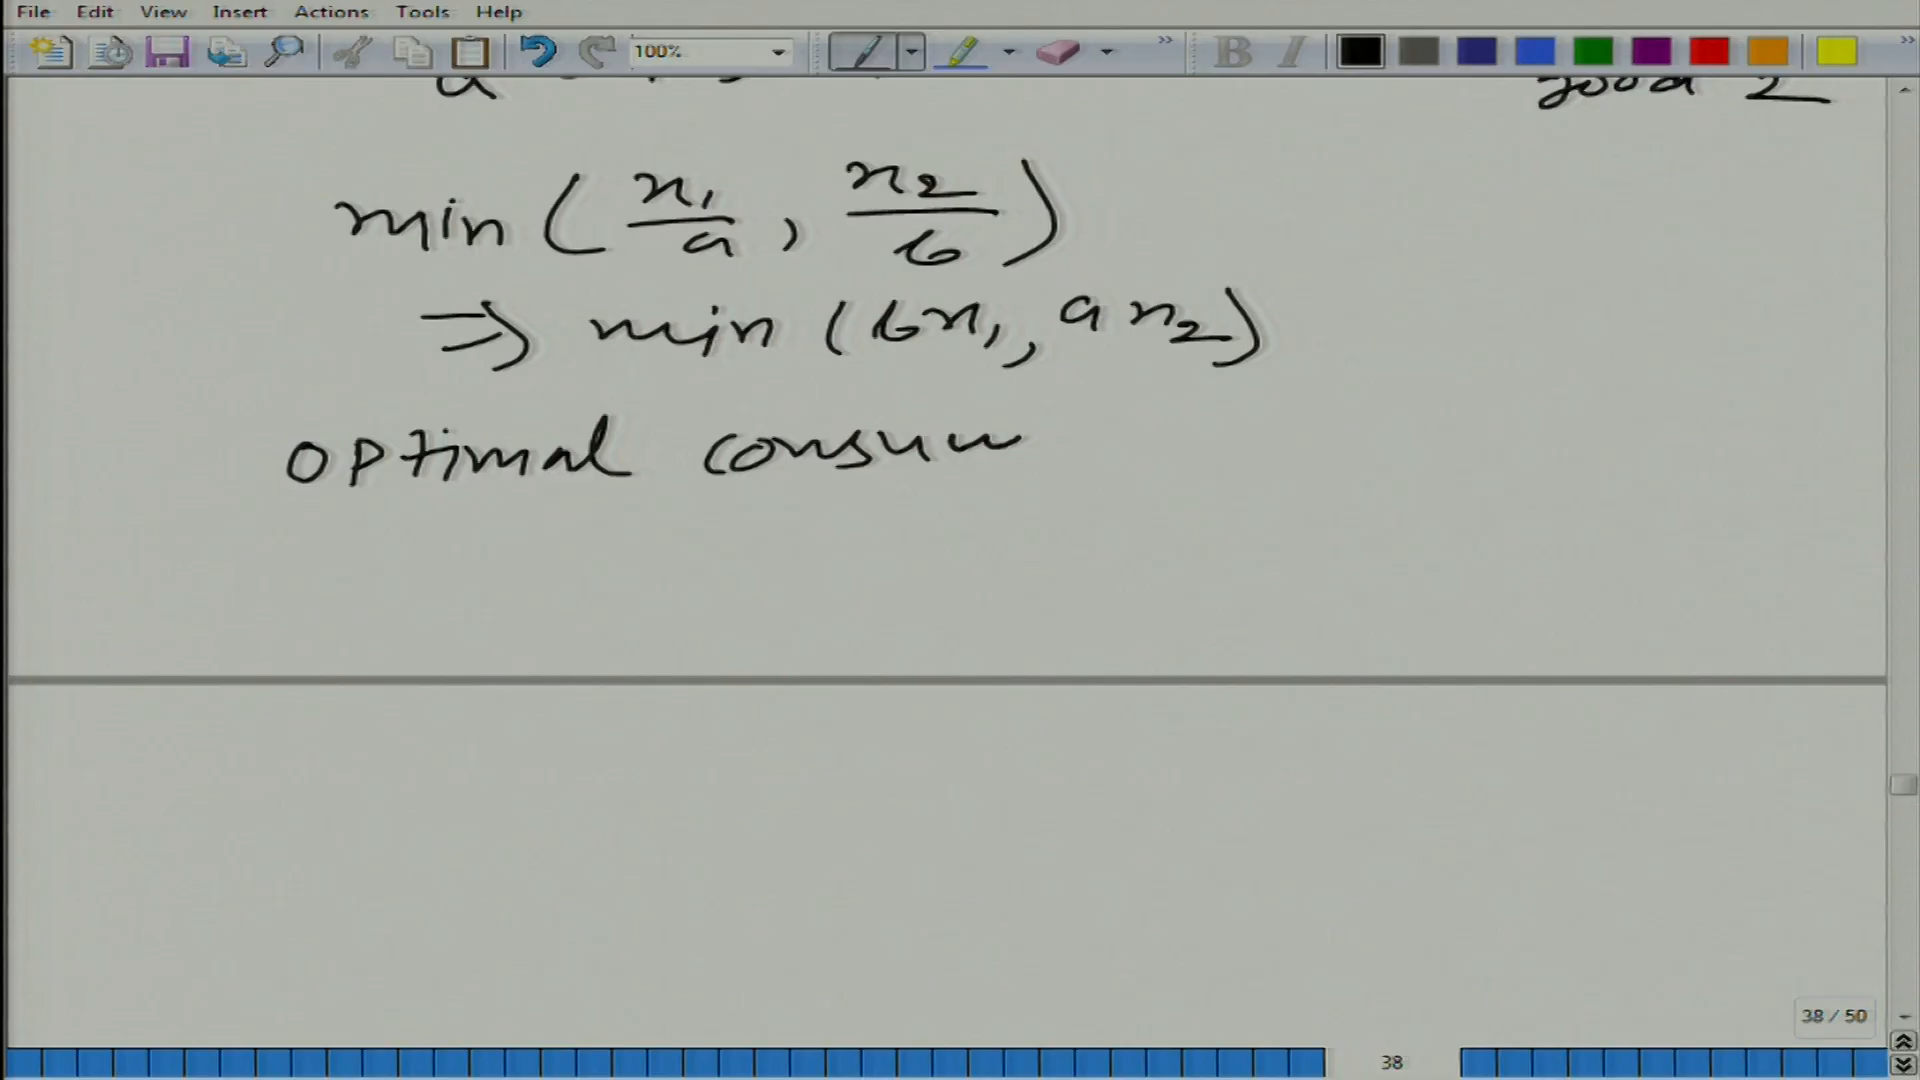 File Edit View Insert Actions Tools Help
100%
good 2
min ( x1/a , x2/b )
⇒ min ( bx1 , a x2 )
optimal consum
38 / 50
38